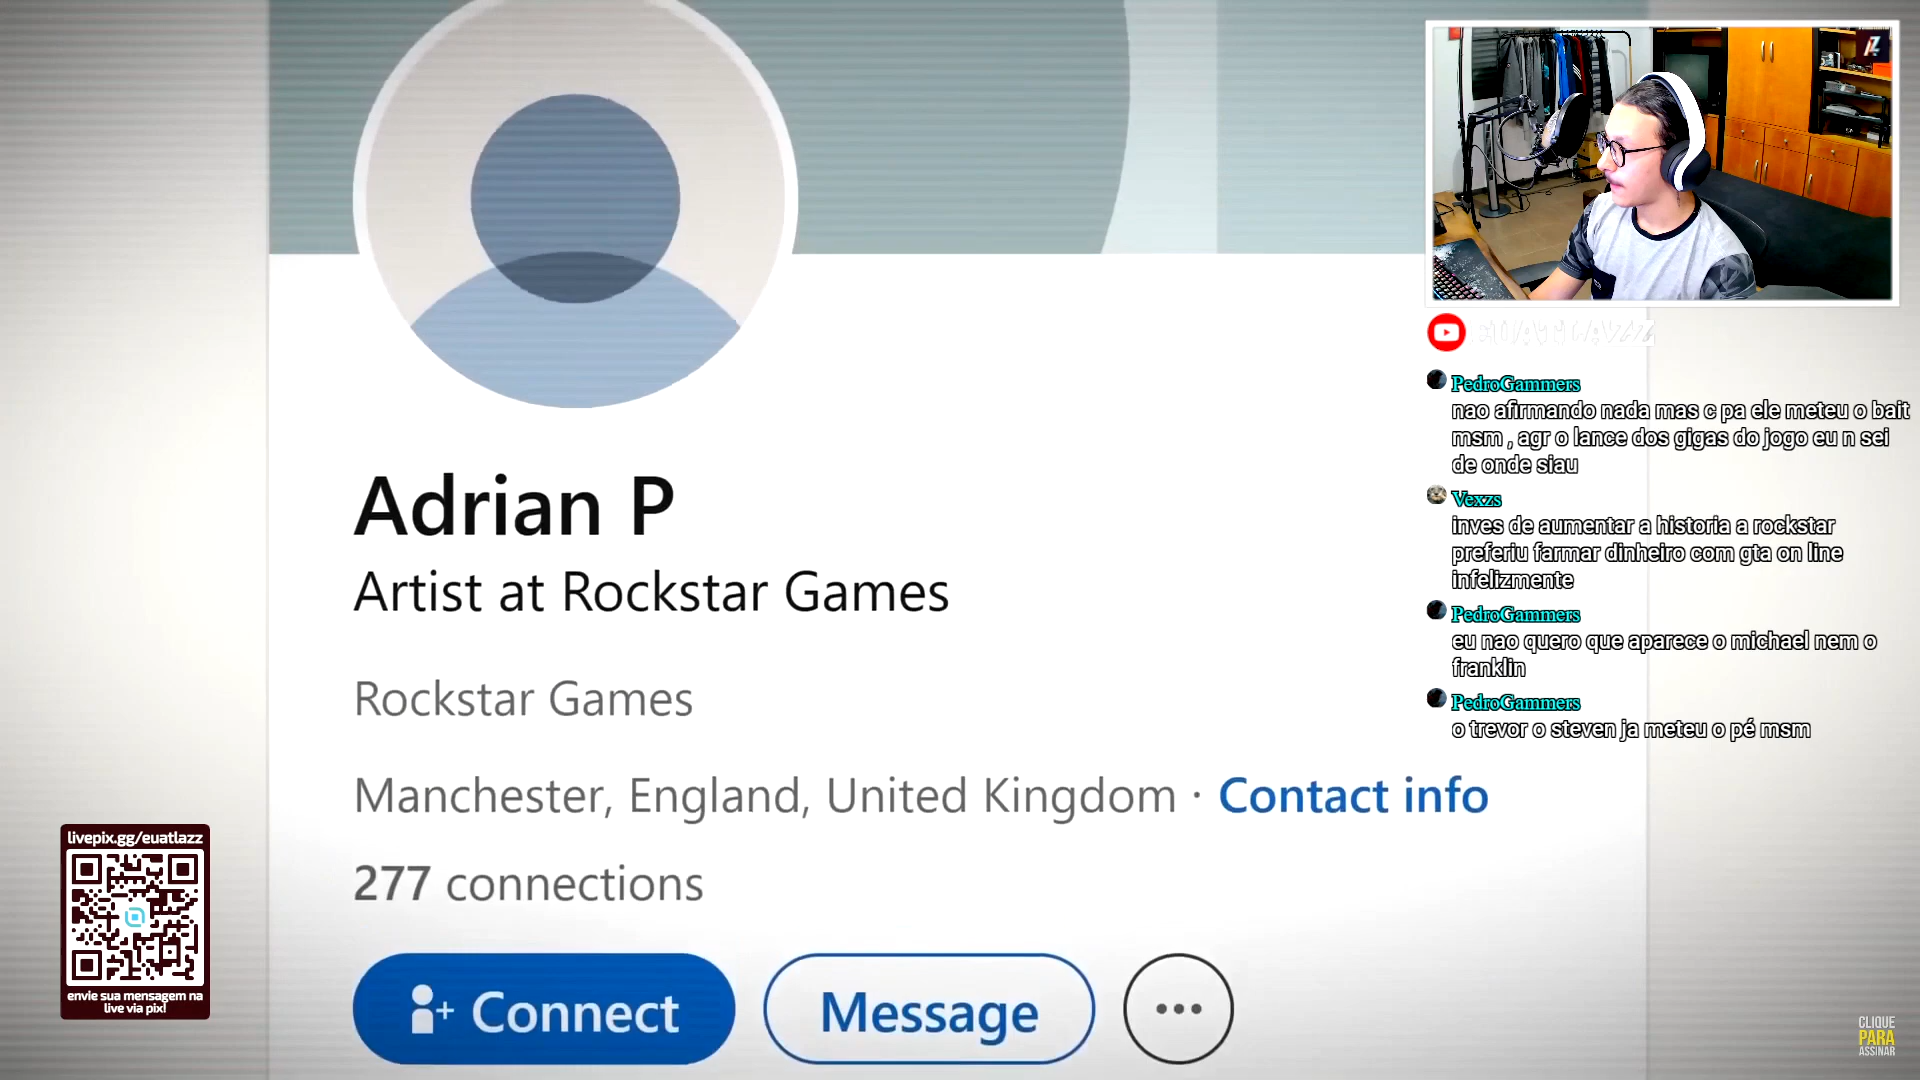 Adrian P
Artist at Rockstar Games
Rockstar Games
Manchester, England, United Kingdom · Contact info
277 connections
Connect
Message
livepix.gg/euatlazz
envie sua mensagem na
live via pix!
EUATLAZZ
PedroGammers
nao afirmando nada mas c pa ele meteu o bait
msm , agr o lance dos gigas do jogo eu n sei
de onde siau
Vexzs
inves de aumentar a historia a rockstar
preferiu farmar dinheiro com gta on line
infelizmente
PedroGammers
eu nao quero que aparece o michael nem o
franklin
PedroGammers
o trevor o steven ja meteu o pé msm
CLIQUE
PARA
ASSINAR